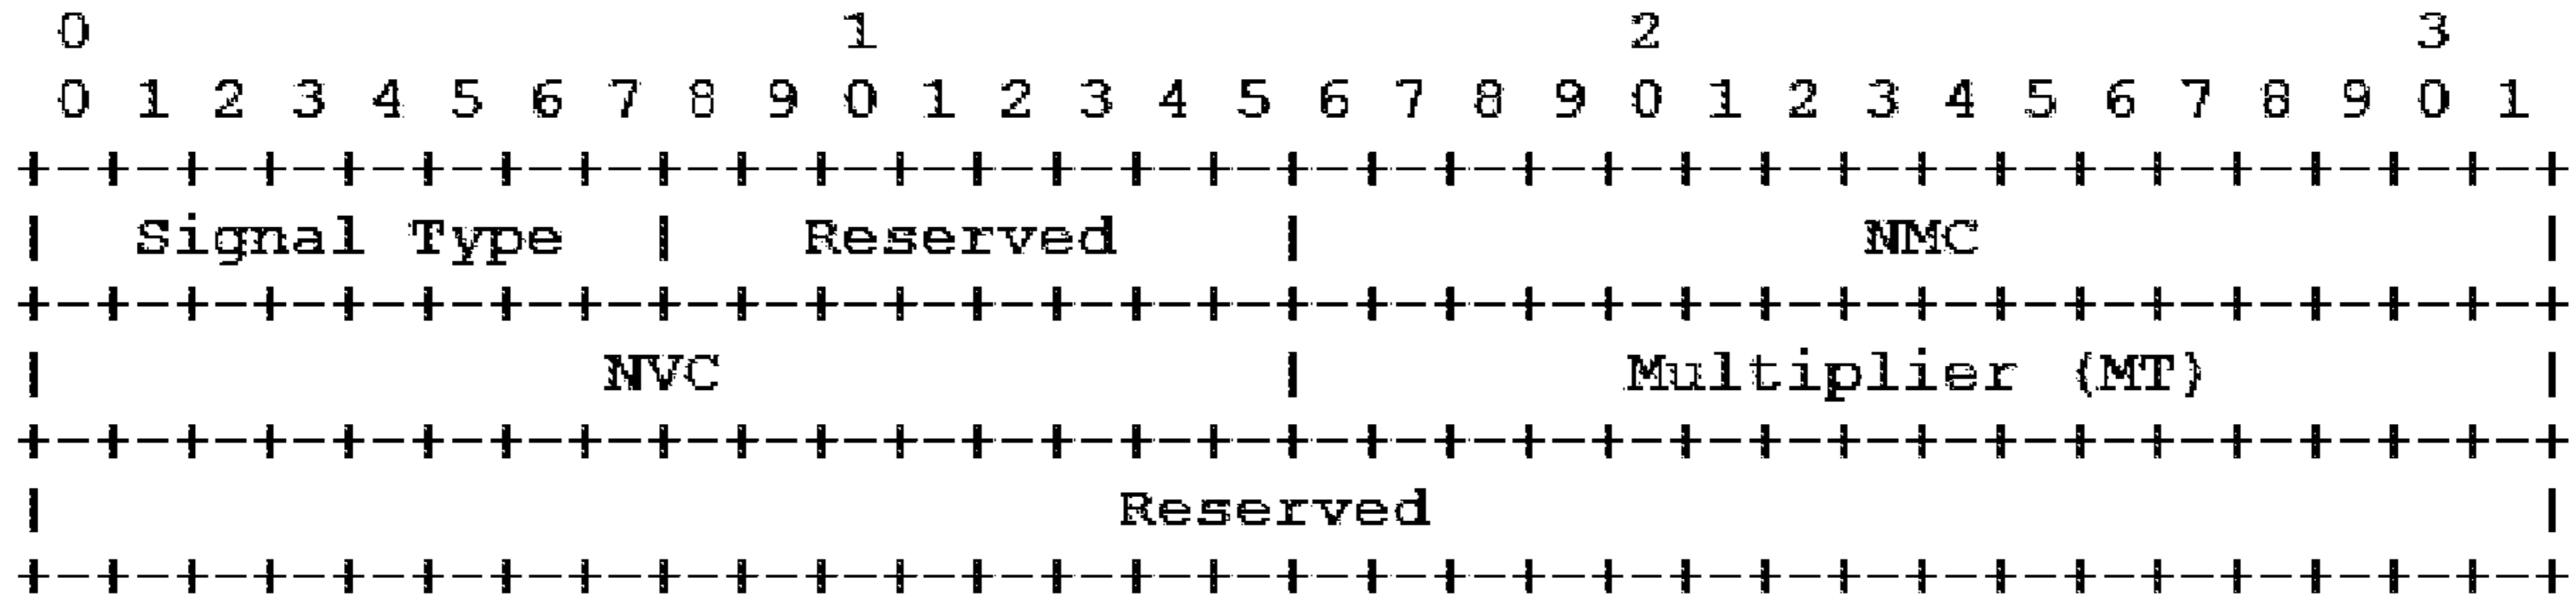 0                   1                   2                   3
 0 1 2 3 4 5 6 7 8 9 0 1 2 3 4 5 6 7 8 9 0 1 2 3 4 5 6 7 8 9 0 1
+-+-+-+-+-+-+-+-+-+-+-+-+-+-+-+-+-+-+-+-+-+-+-+-+-+-+-+-+-+-+-+-+
|  Signal Type  |   Reserved    |              NMC              |
+-+-+-+-+-+-+-+-+-+-+-+-+-+-+-+-+-+-+-+-+-+-+-+-+-+-+-+-+-+-+-+-+
|              NVC              |        Multiplier (MT)        |
+-+-+-+-+-+-+-+-+-+-+-+-+-+-+-+-+-+-+-+-+-+-+-+-+-+-+-+-+-+-+-+-+
|                           Reserved                            |
+-+-+-+-+-+-+-+-+-+-+-+-+-+-+-+-+-+-+-+-+-+-+-+-+-+-+-+-+-+-+-+-+